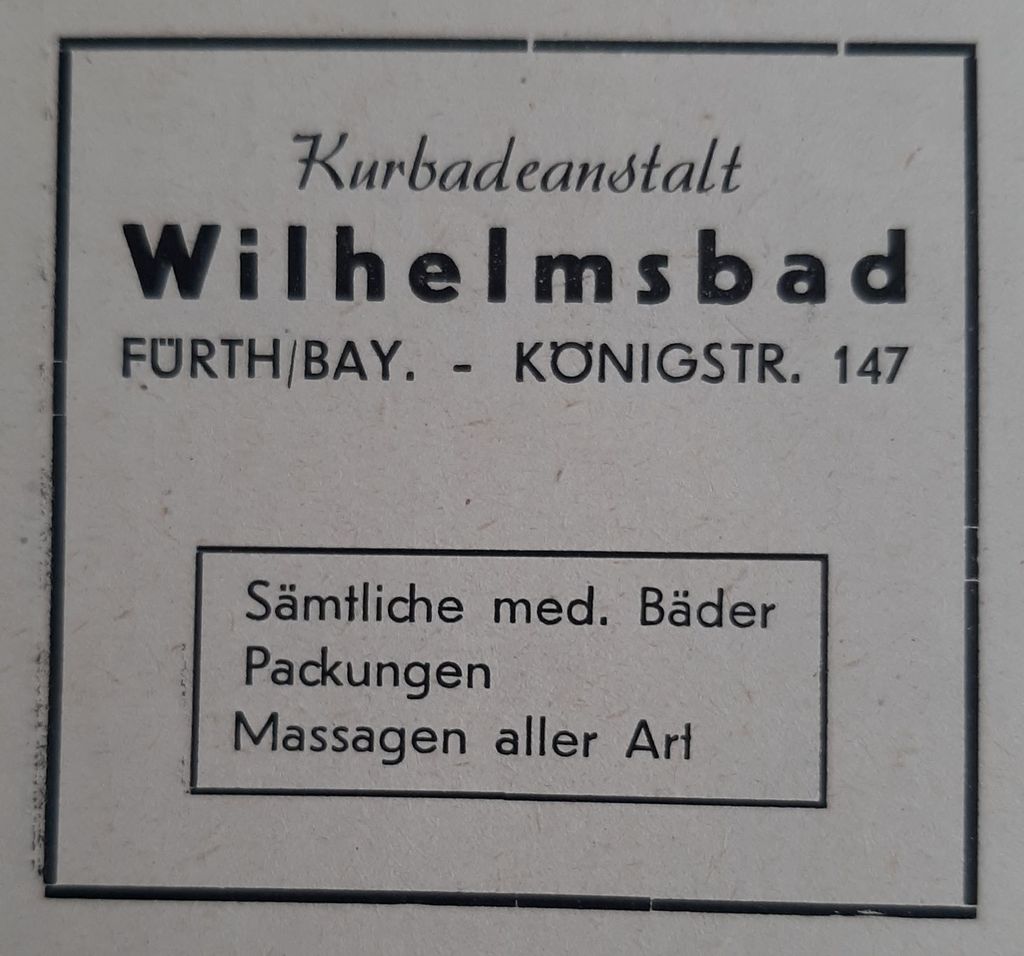 Kurbadeanstalt
Wilhelmsbad
FÜRTH/BAY. - KÖNIGSTR. 147
Sämtliche med. Bäder
Packungen
Massagen aller Art